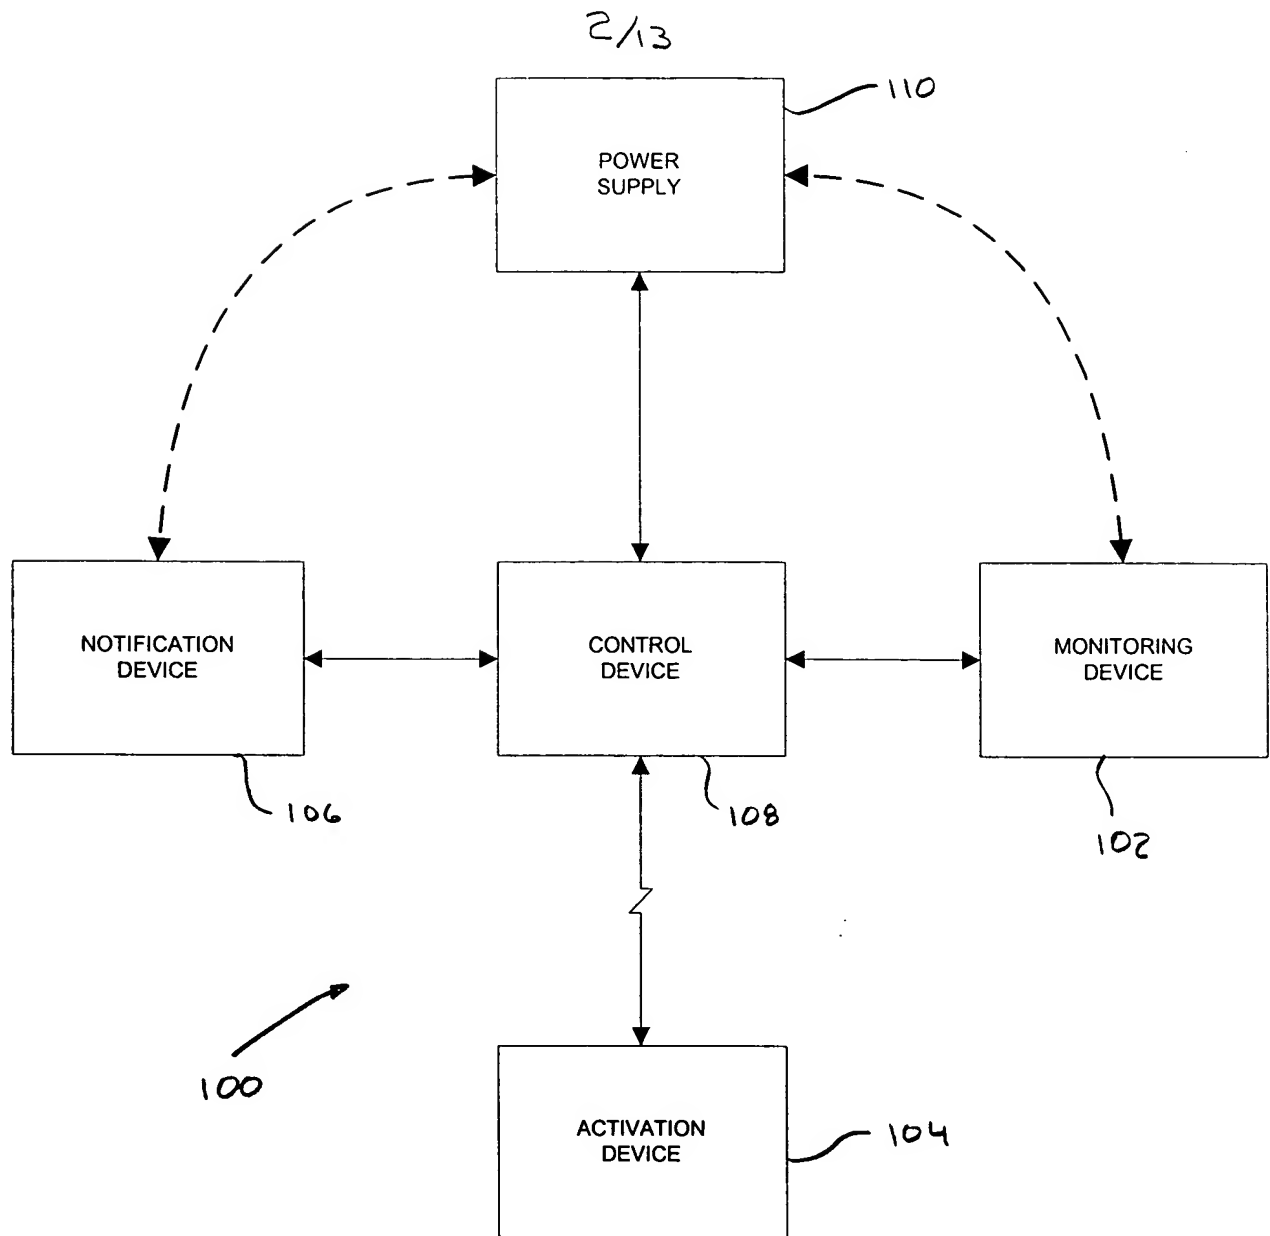 2/13
110
POWER
SUPPLY
NOTIFICATION
DEVICE
CONTROL
DEVICE
MONITORING
DEVICE
106
108
102
100
ACTIVATION
DEVICE
104